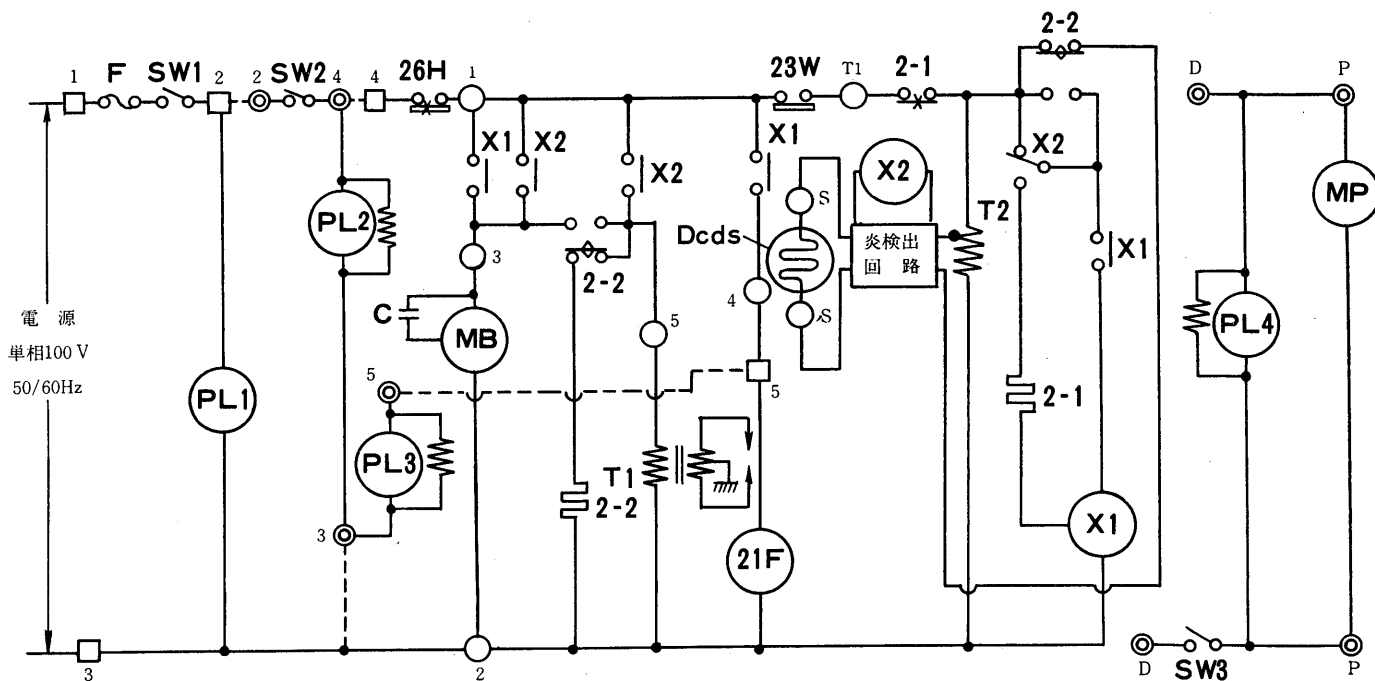 1
F
SW1
2
2
SW2
4
4
26H
1
23W
T1
2-1
2-2
D
P
X1
X2
X2
X1
X2
X2
MP
PL2
S
Dcds
炎検出
回路
T2
X1
3
2-2
C
MB
4
S
5
PL4
電源
単相100V
50/60Hz
PL1
5
5
2-1
PL3
T1
2-2
3
21F
X1
3
2
D
SW3
P